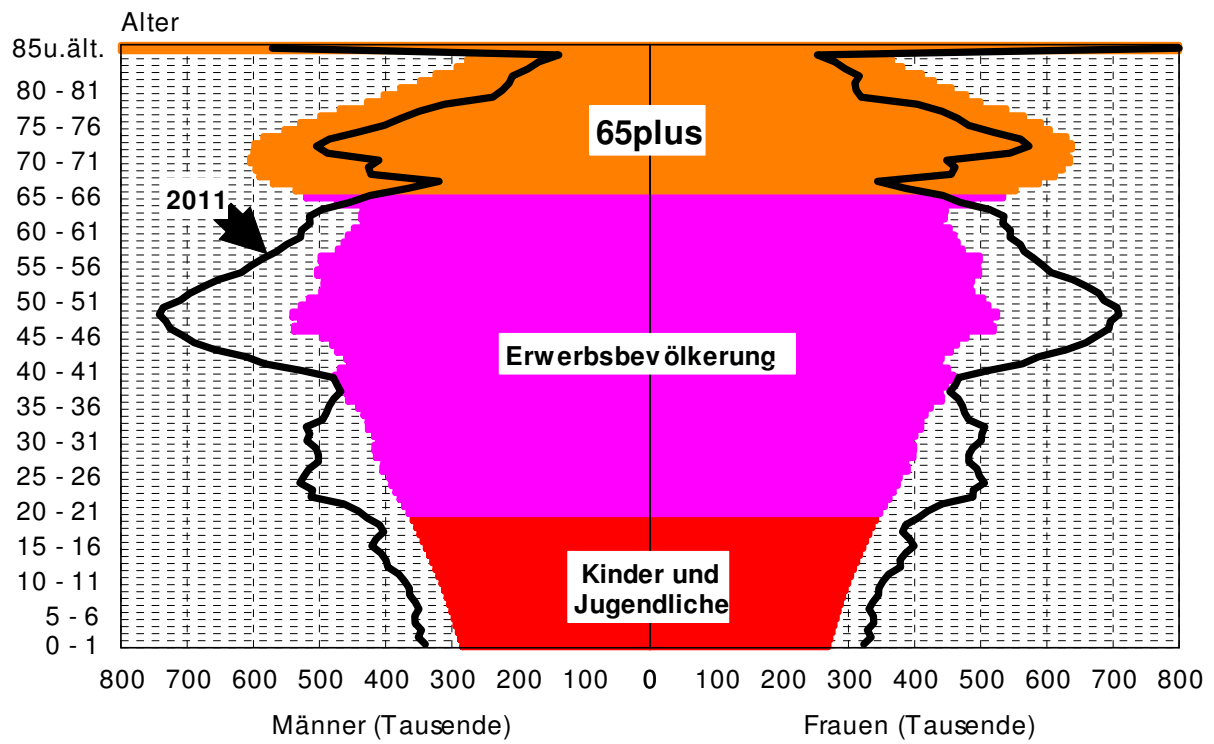 Alter
85u.ält.
80 - 81
75 - 76
65plus
70 - 71
65 - 66
2011
60 - 61
55 - 56
50 - 51
45 - 46
Erwerbsbevölkerung
40 - 41
35 - 36
30 - 31
25 - 26
20 - 21
15 - 16
Kinder und
Jugendliche
10 - 11
5 - 6
0 - 1
800 700 600 500 400 300 200 100 0 100 200 300 400 500 600 700 800
Männer (Tausende) Frauen (Tausende)